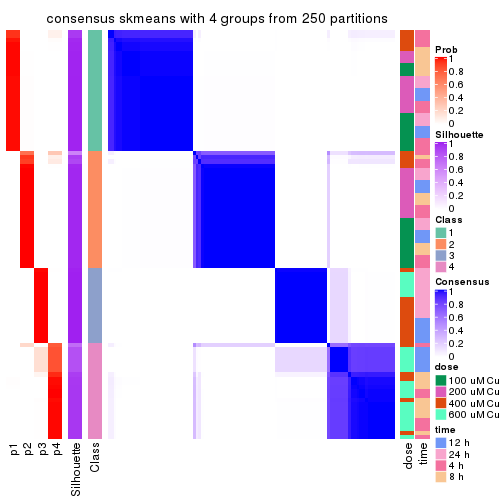 consensus skmeans with 4 groups from 250 partitions
Prob
1
0.8
0.6
0.4
0.2
0
Silhouette
1
0.8
0.6
0.4
0.2
0
Class
1
2
3
4
Consensus
1
0.8
0.6
0.4
0.2
0
dose
100 uM Cu
200 uM Cu
400 uM Cu
600 uM Cu
time
12 h
24 h
4 h
8 h
p1
p2
p3
p4
Silhouette
Class
dose
time